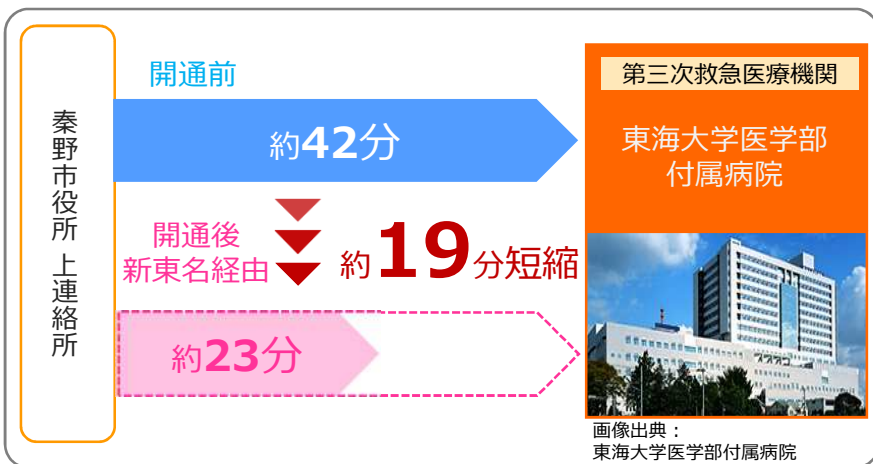 秦野市役所 上連絡所
開通前
約42分
開通後
新東名経由
約19分短縮
約23分
第三次救急医療機関
東海大学医学部
付属病院
画像出典：
東海大学医学部付属病院